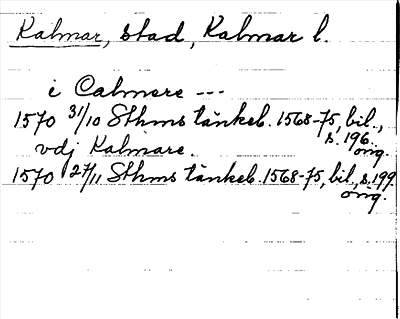 Kalmar, stad, Kalmar l.
i Calmare ---
1570 31/10 Sthms tänkeb. 1568-75, bil.,
s. 196.
orig.
vdj Kalmare.
1570 27/11 Sthms tänkeb. 1568-75, bil., s. 199.
orig.